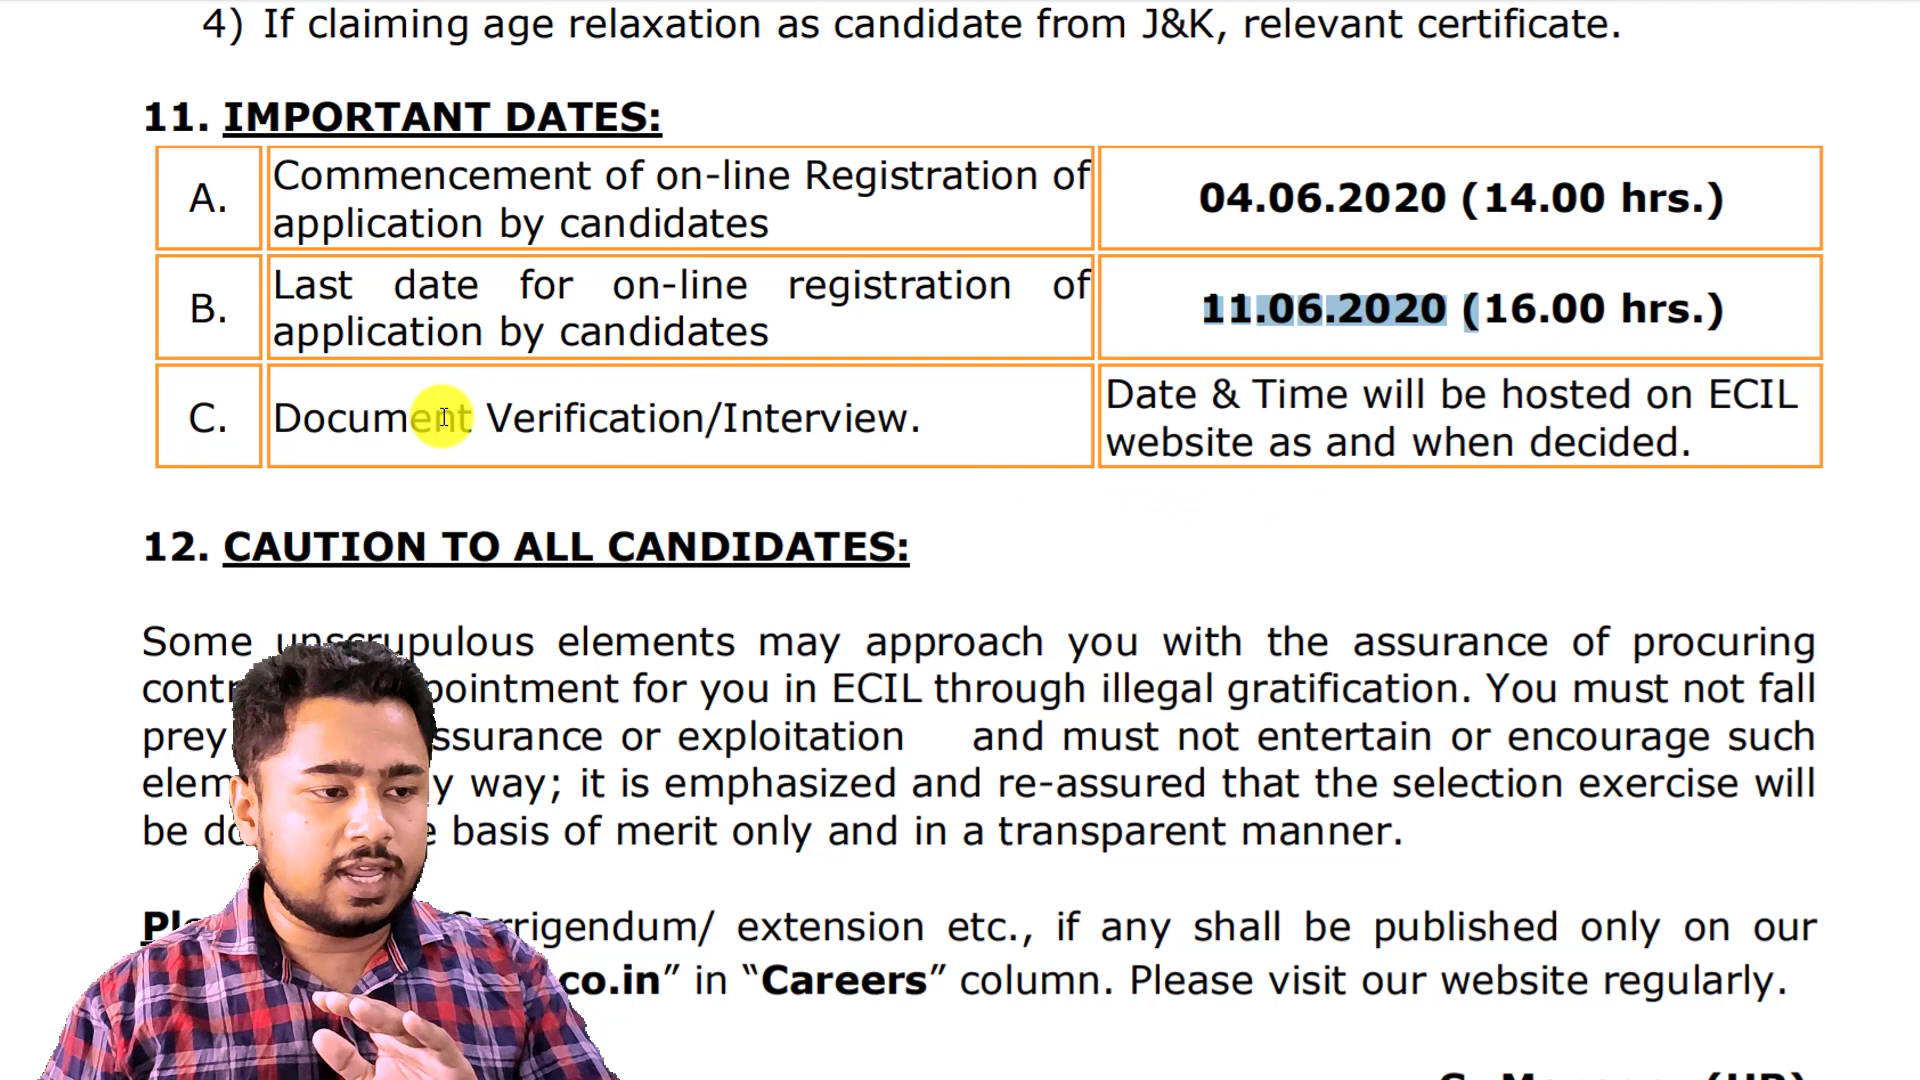 4) If claiming age relaxation as candidate from J&K, relevant certificate.
11. IMPORTANT DATES:
A.
Commencement of on-line Registration of
application by candidates
04.06.2020 (14.00 hrs.)
B.
Last date for on-line registration of
application by candidates
11.06.2020 (16.00 hrs.)
C.
Document Verification/Interview.
Date & Time will be hosted on ECIL
website as and when decided.
12. CAUTION TO ALL CANDIDATES:
Some unscrupulous elements may approach you with the assurance of procuring
for you in ECIL through illegal gratification. You must not fall
prey or exploitation and must not entertain or encourage such
way; it is emphasized and re-assured that the selection exercise will
be basis of merit only and in a transparent manner.
Corrigendum/ extension etc., if any shall be published only on our
co.in” in “Careers” column. Please visit our website regularly.